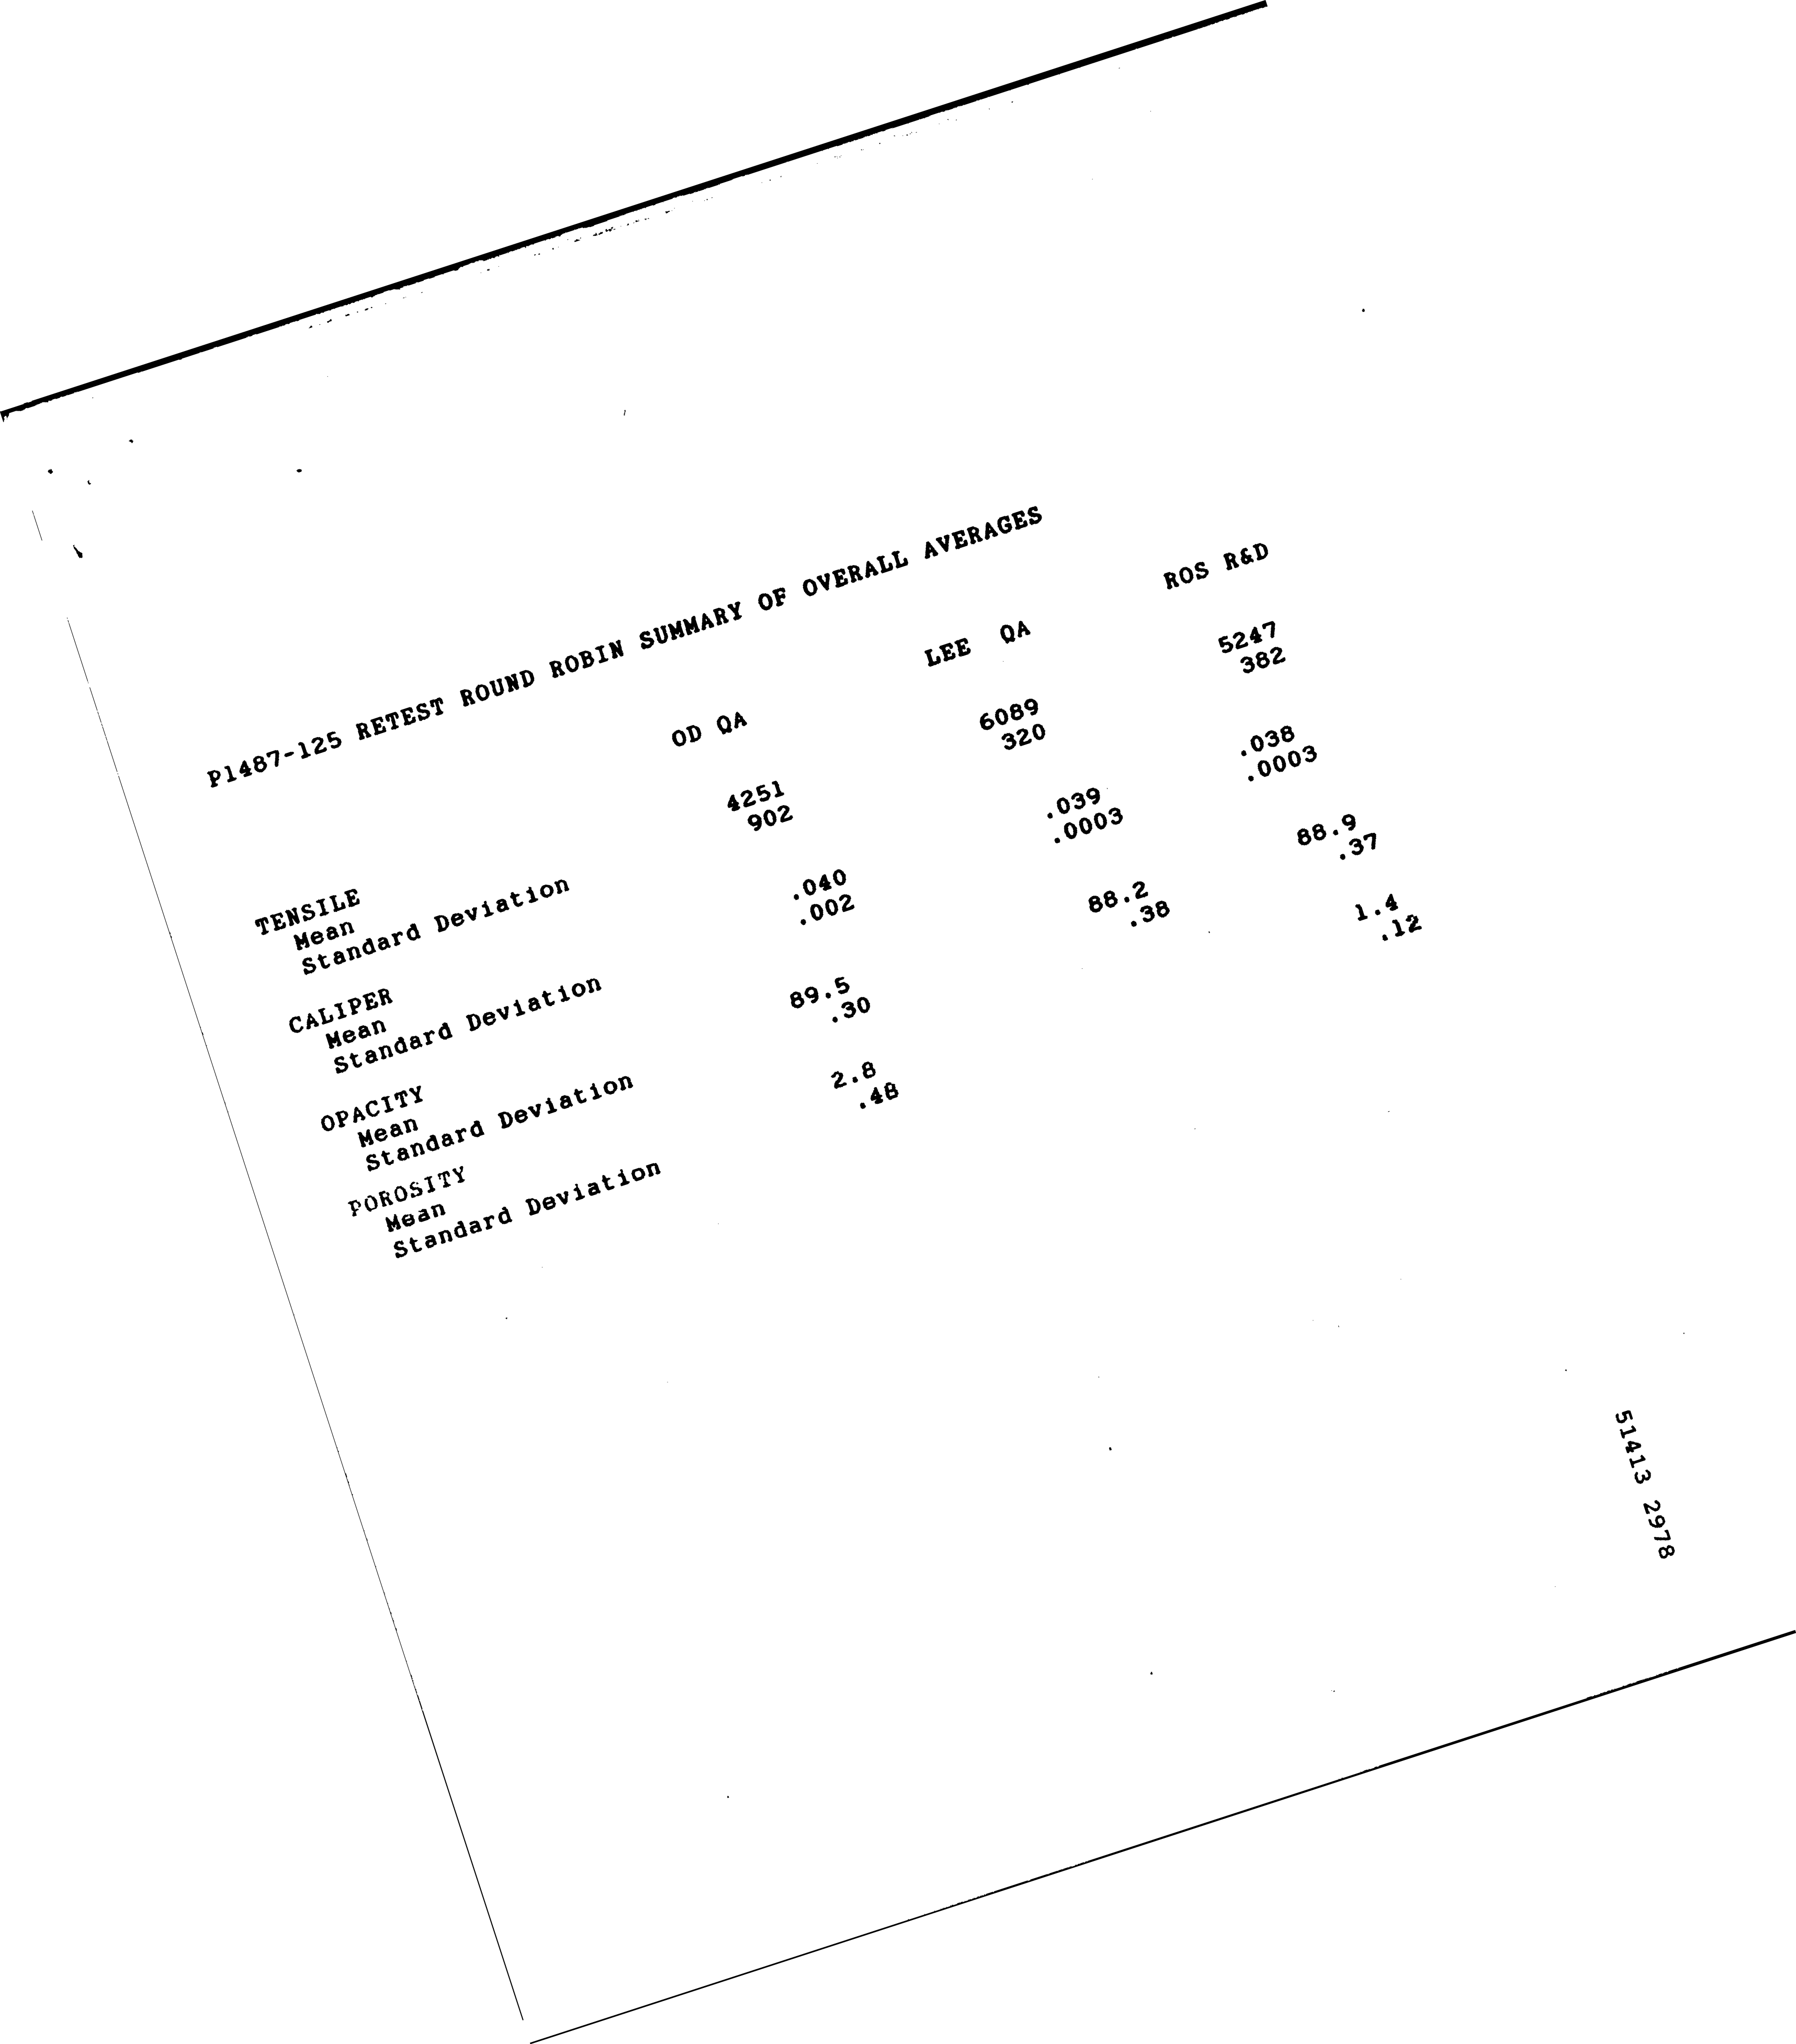 P1487-125 RETEST ROUND ROBIN SUMMARY OF OVERALL AVERAGES
OD QA LEE QA ROS R&D
TENSILE
Mean 4251 6089 5247
Standard Deviation 902 320 382
CALIPER
Mean .040 .039 .038
Standard Deviation .002 .0003 .0003
OPACITY
Mean 89.5 88.2 88.9
Standard Deviation .30 .38 .37
POROSITY
Mean 2.8 1.4
Standard Deviation .48 .12
51413 2978